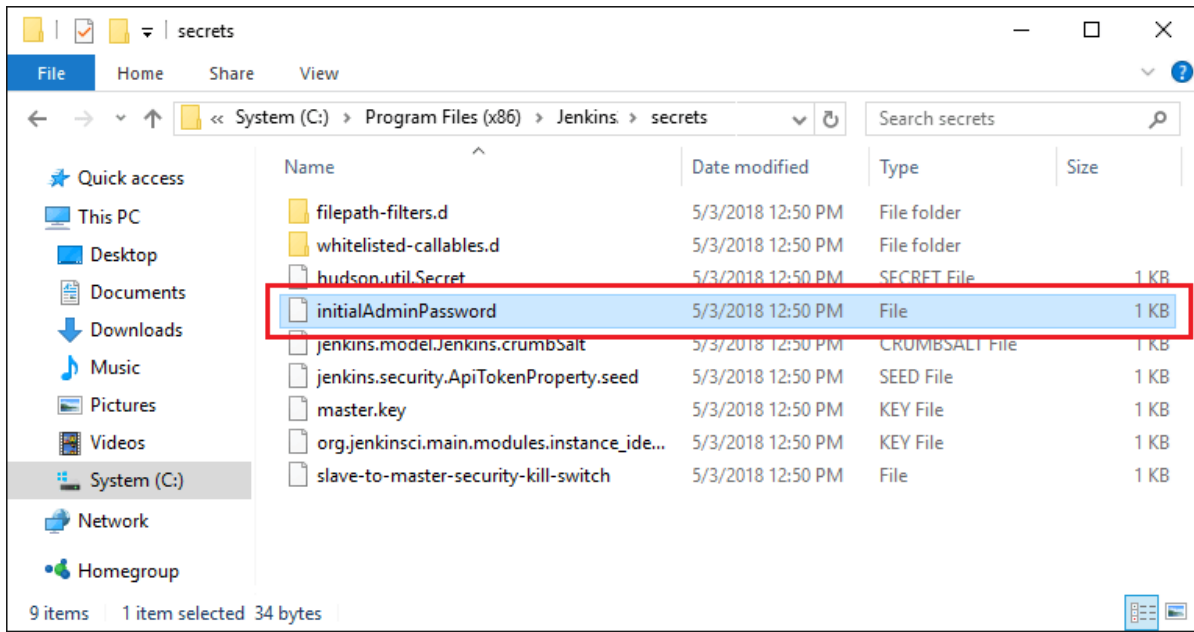 secrets
File Home Share View
« System (C:) > Program Files (x86) > Jenkins > secrets Search secrets
Name Date modified Type Size
Quick access
This PC
Desktop
Documents
Downloads
Music
Pictures
Videos
System (C:)
Network
Homegroup
filepath-filters.d 5/3/2018 12:50 PM File folder
whitelisted-callables.d 5/3/2018 12:50 PM File folder
hudson.util.Secret 5/3/2018 12:50 PM SECRET File 1 KB
initialAdminPassword 5/3/2018 12:50 PM File 1 KB
jenkins.model.Jenkins.crumbSalt 5/3/2018 12:50 PM CRUMBSALT File 1 KB
jenkins.security.ApiTokenProperty.seed 5/3/2018 12:50 PM SEED File 1 KB
master.key 5/3/2018 12:50 PM KEY File 1 KB
org.jenkinsci.main.modules.instance_ide... 5/3/2018 12:50 PM KEY File 1 KB
slave-to-master-security-kill-switch 5/3/2018 12:50 PM File 1 KB
9 items 1 item selected 34 bytes